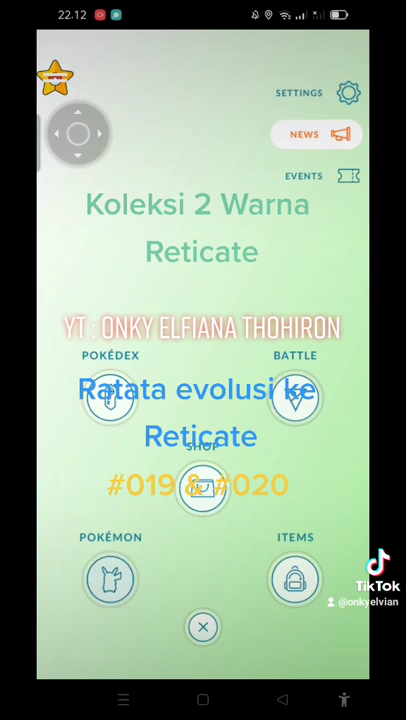 22.12
SETTINGS
NEWS
EVENTS
Koleksi 2 Warna
Reticate
YT : ONKY ELFIANA THOHIRON
POKÉDEX
BATTLE
Ratata evolusi ke
Reticate
SHOP
#019 & #020
POKÉMON
ITEMS
TikTok
@onkyelvian